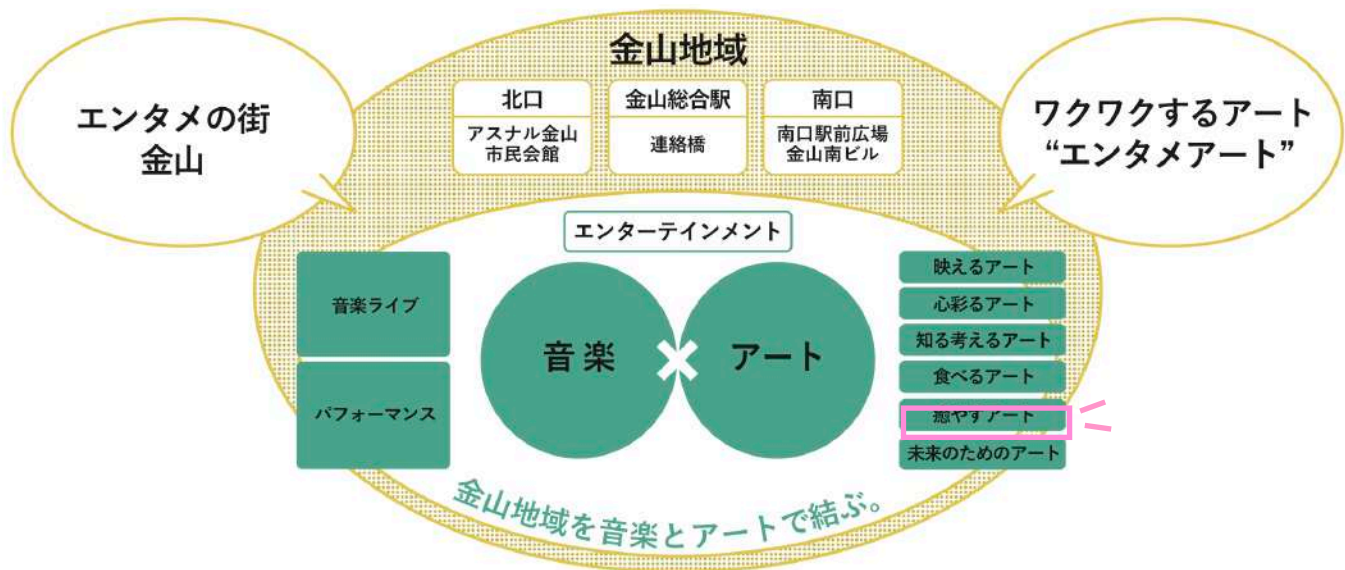 金山地域
エンタメの街
金山
北口
アスナル金山
市民会館
金山総合駅
連絡橋
南口
南口駅前広場
金山南ビル
ワクワクするアート
“エンタメアート”
エンターテインメント
音楽ライブ
パフォーマンス
音楽
アート
映えるアート
心彩るアート
知る考えるアート
食べるアート
癒やすアート
未来のためのアート
金山地域を音楽とアートで結ぶ。